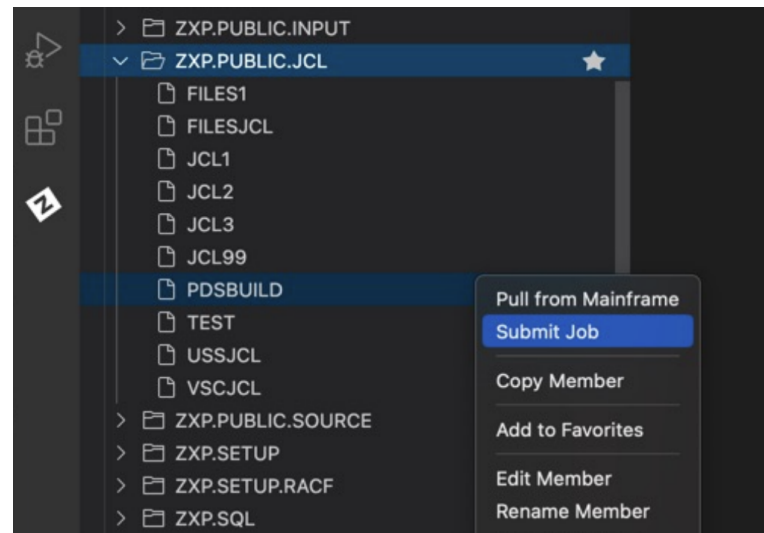 ZXP.PUBLIC.INPUT
ZXP.PUBLIC.JCL
FILES1
FILESJCL
JCL1
JCL2
JCL3
JCL99
PDSBUILD
TEST
USSJCL
VSCJCL
ZXP.PUBLIC.SOURCE
ZXP.SETUP
ZXP.SETUP.RACF
ZXP.SQL
Pull from Mainframe
Submit Job
Copy Member
Add to Favorites
Edit Member
Rename Member
Z